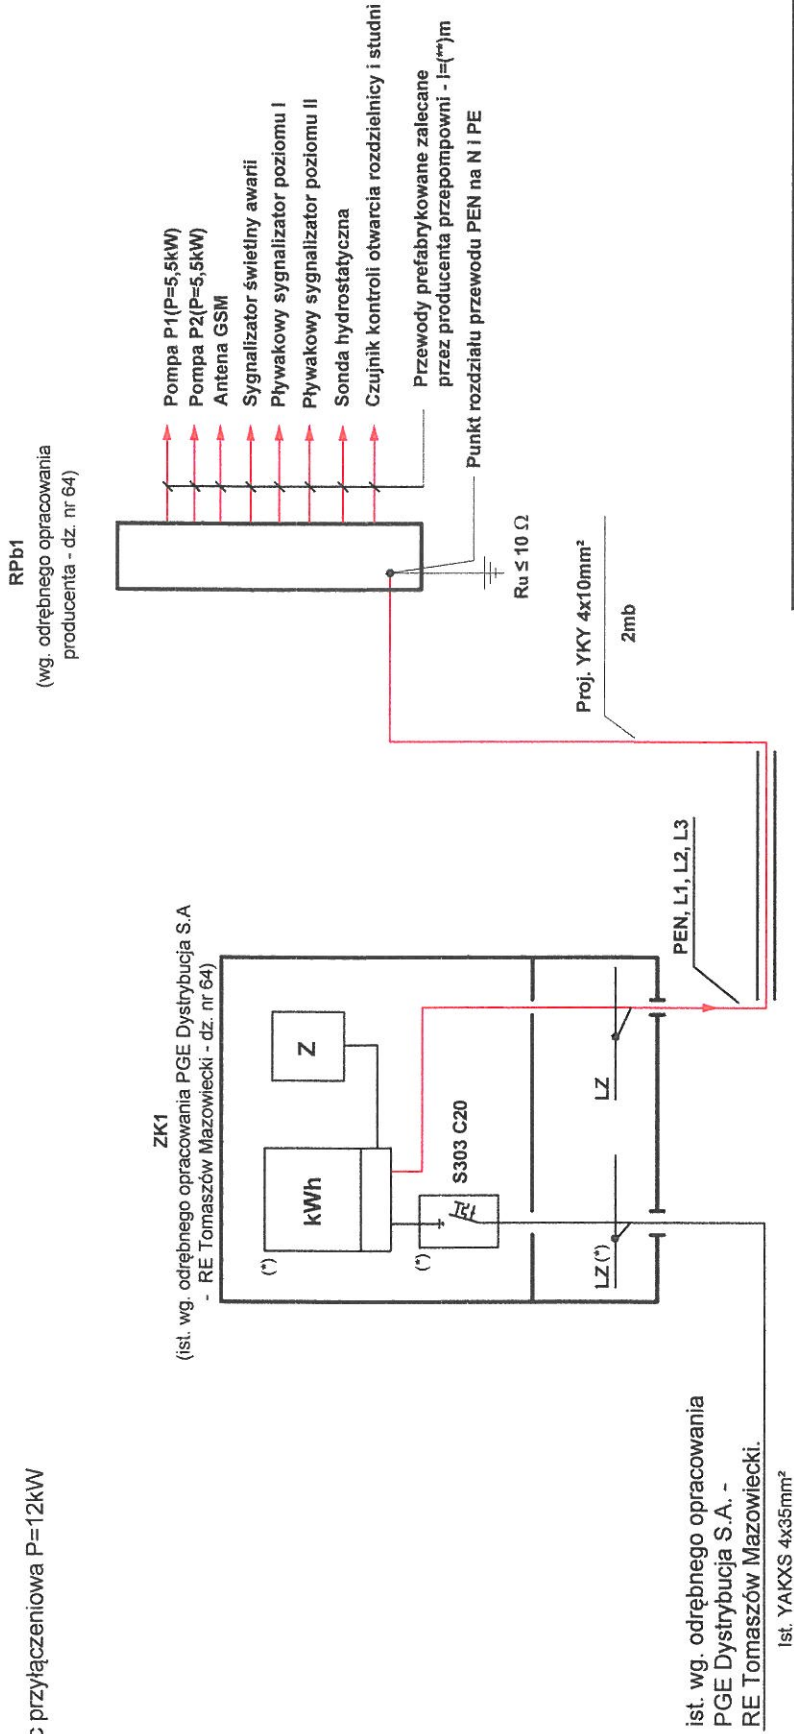 c przyłączeniowa P=12kW
RPb1
(wg. odrębnego opracowania
producenta - dz. nr 64)
Pompa P1(P=5,5kW)
Pompa P2(P=5,5kW)
Antena GSM
Sygnalizator świetlny awarii
Pływakowy sygnalizator poziomu I
Pływakowy sygnalizator poziomu II
Sonda hydrostatyczna
Czujnik kontroli otwarcia rozdzielnicy i studni
Przewody prefabrykowane zalecane
przez producenta przepompowni - l=(**)m
Punkt rozdziału przewodu PEN na N i PE
Ru ≤ 10 Ω
Proj. YKY 4x10mm²
2mb
ZK1
(ist. wg. odrębnego opracowania PGE Dystrybucja S.A
- RE Tomaszów Mazowiecki - dz. nr 64)
Z
kWh
(*)
S303 C20
(*)
LZ
LZ (*)
PEN, L1, L2, L3
ist. wg. odrębnego opracowania
PGE Dystrybucja S.A. -
RE Tomaszów Mazowiecki.
Ist. YAKXS 4x35mm²